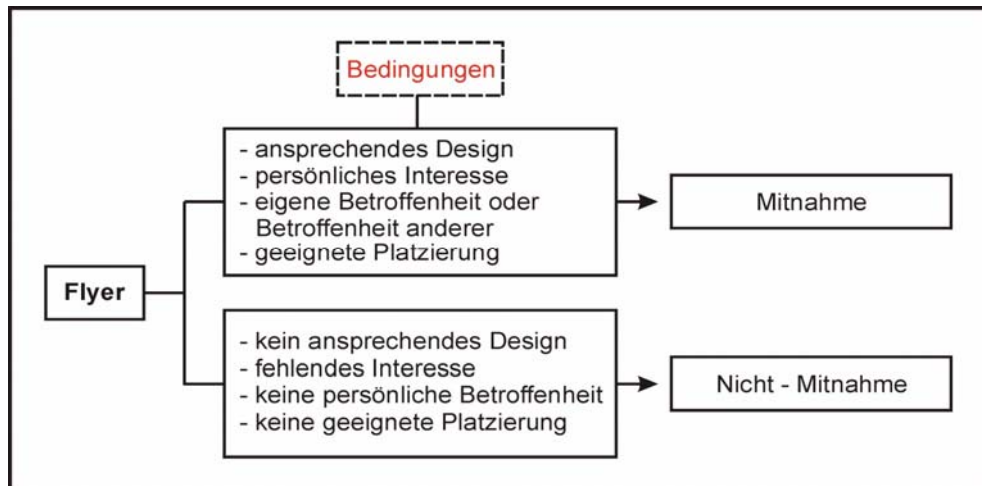 Bedingungen
- ansprechendes Design
- persönliches Interesse
- eigene Betroffenheit oder
Betroffenheit anderer
- geeignete Platzierung
Mitnahme
Flyer
- kein ansprechendes Design
- fehlendes Interesse
- keine persönliche Betroffenheit
- keine geeignete Platzierung
Nicht - Mitnahme